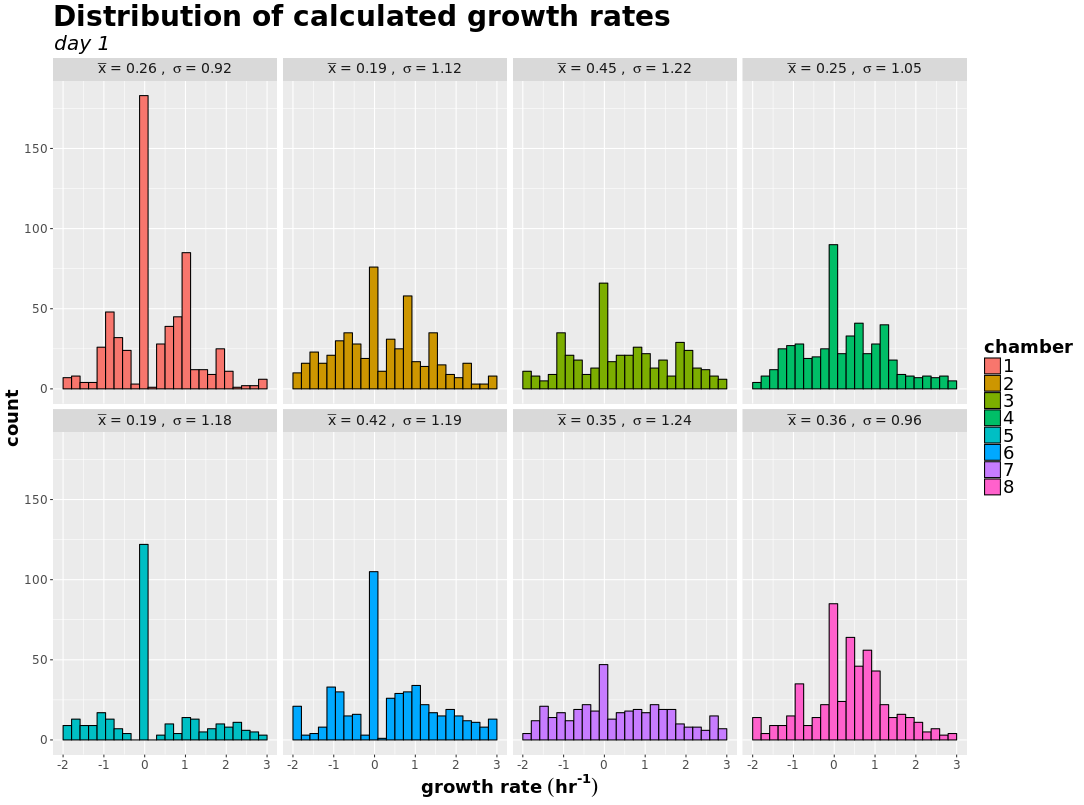 Distribution of calculated growth rates
day 1
x̅ = 0.26 , σ = 0.92
x̅ = 0.19 , σ = 1.12
x̅ = 0.45 , σ = 1.22
x̅ = 0.25 , σ = 1.05
150
100
50
0
count
x̅ = 0.19 , σ = 1.18
x̅ = 0.42 , σ = 1.19
x̅ = 0.35 , σ = 1.24
x̅ = 0.36 , σ = 0.96
150
100
50
0
-2 -1 0 1 2 3
-2 -1 0 1 2 3
-2 -1 0 1 2 3
-2 -1 0 1 2 3
growth rate (hr⁻¹)
chamber
1
2
3
4
5
6
7
8